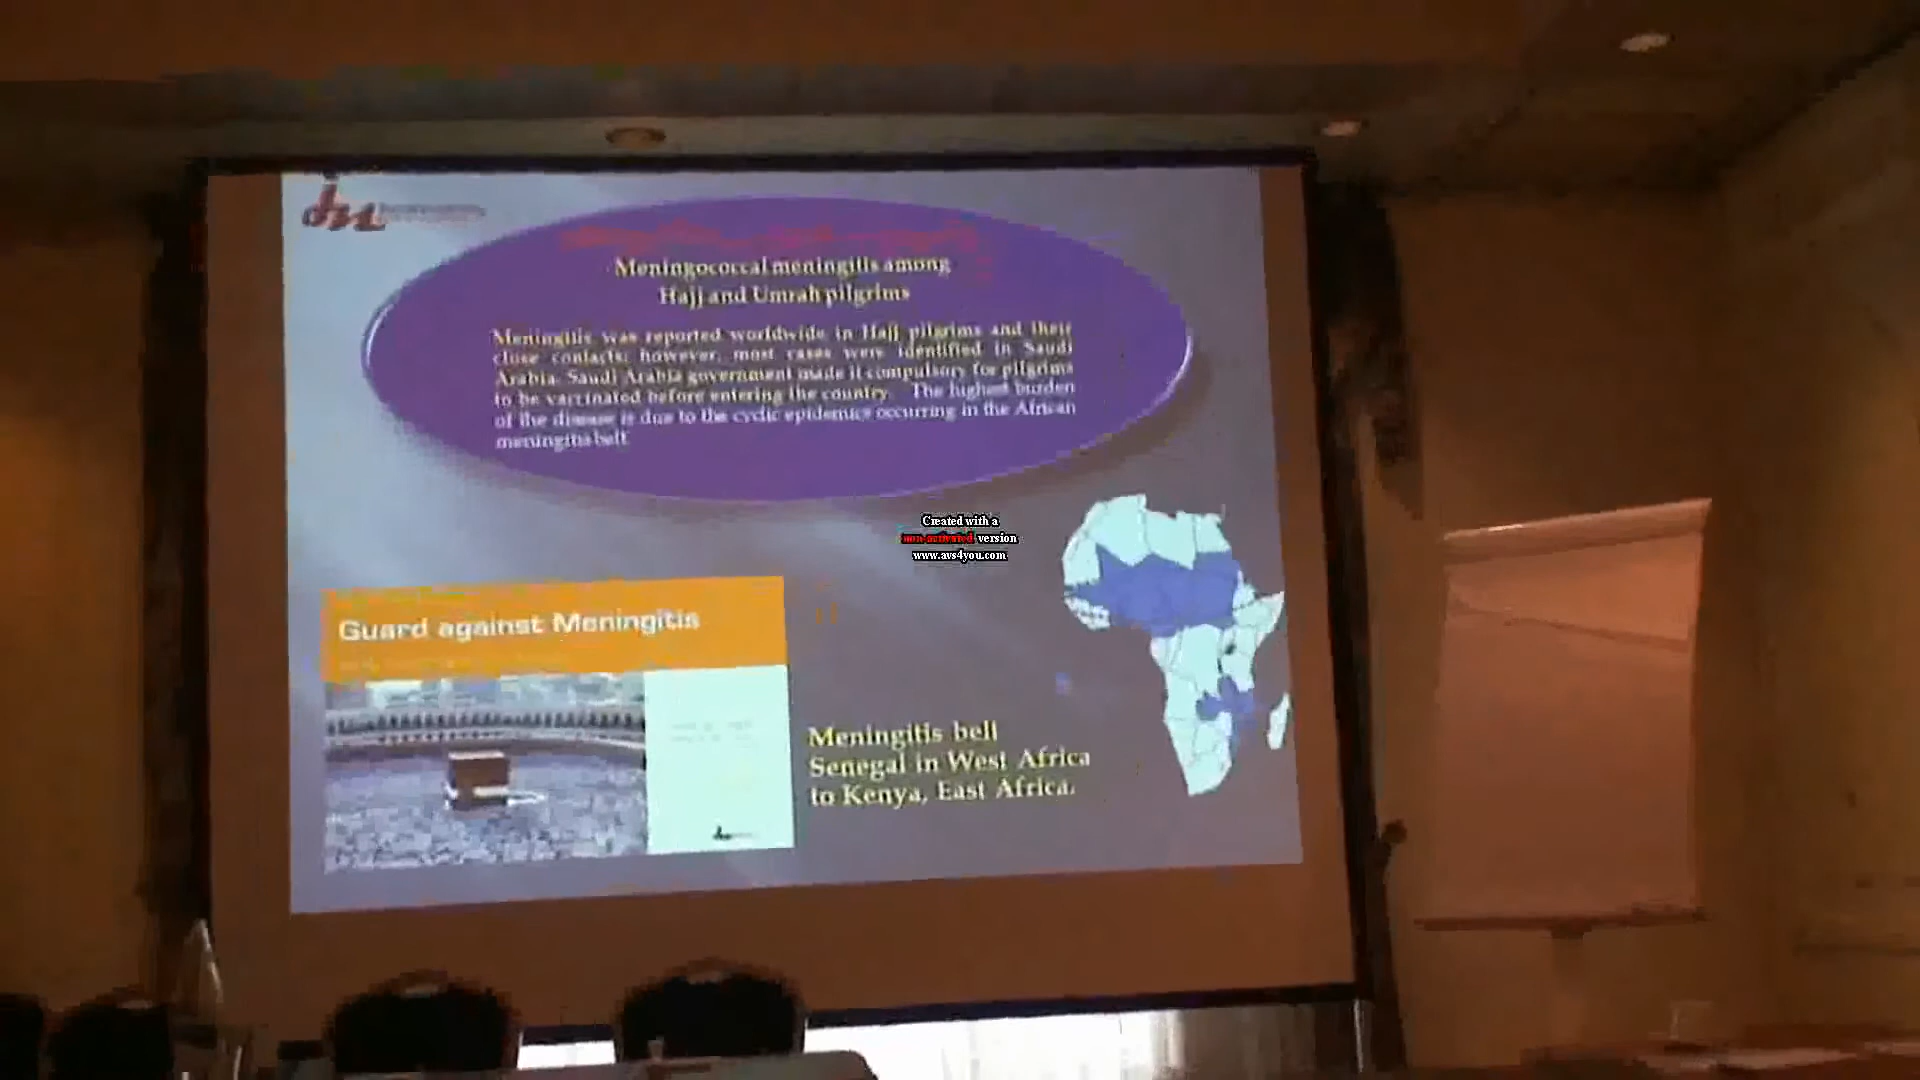 Meningococcal meningitis among
Hajj and Umrah pilgrims
Meningitis was reported worldwide in Hajj pilgrims and their
close contacts; however, most cases were identified in Saudi
Arabia. Saudi Arabia government made it compulsory for pilgrims
to be vaccinated before entering the country. The highest burden
of the disease is due to the cyclic epidemics occurring in the African
meningitis belt
Created with a
non-activated version
www.avs4you.com
Guard against Meningitis
Meningitis belt
Senegal in West Africa
to Kenya, East Africa.